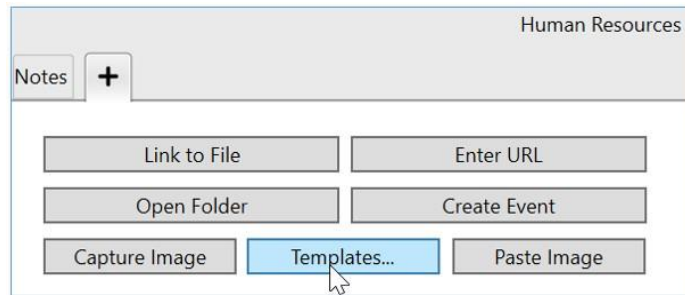 Human Resources
Notes +
Link to File Enter URL
Open Folder Create Event
Capture Image Templates... Paste Image